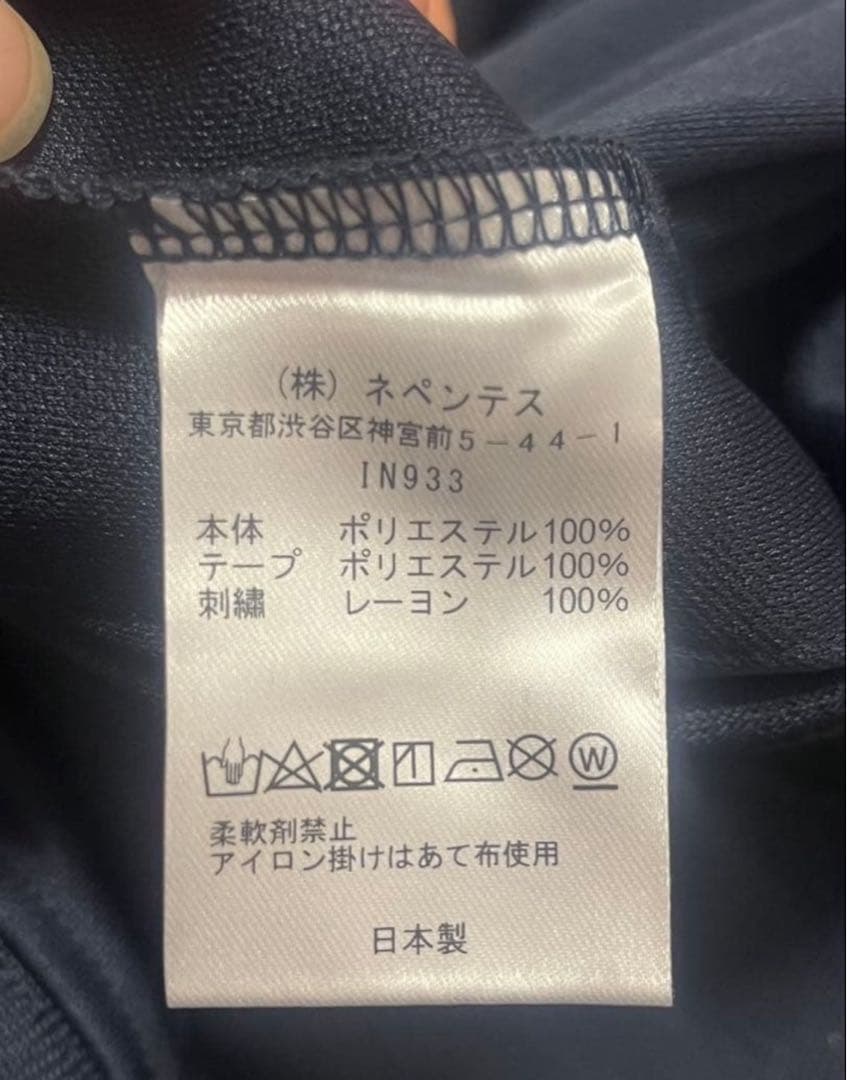 (株) ネペンテス
東京都渋谷区神宮前5-44-1
IN933
本体 ポリエステル100%
テープ ポリエステル100%
刺繍 レーヨン 100%
W
柔軟剤禁止
アイロン掛けはあて布使用
日本製